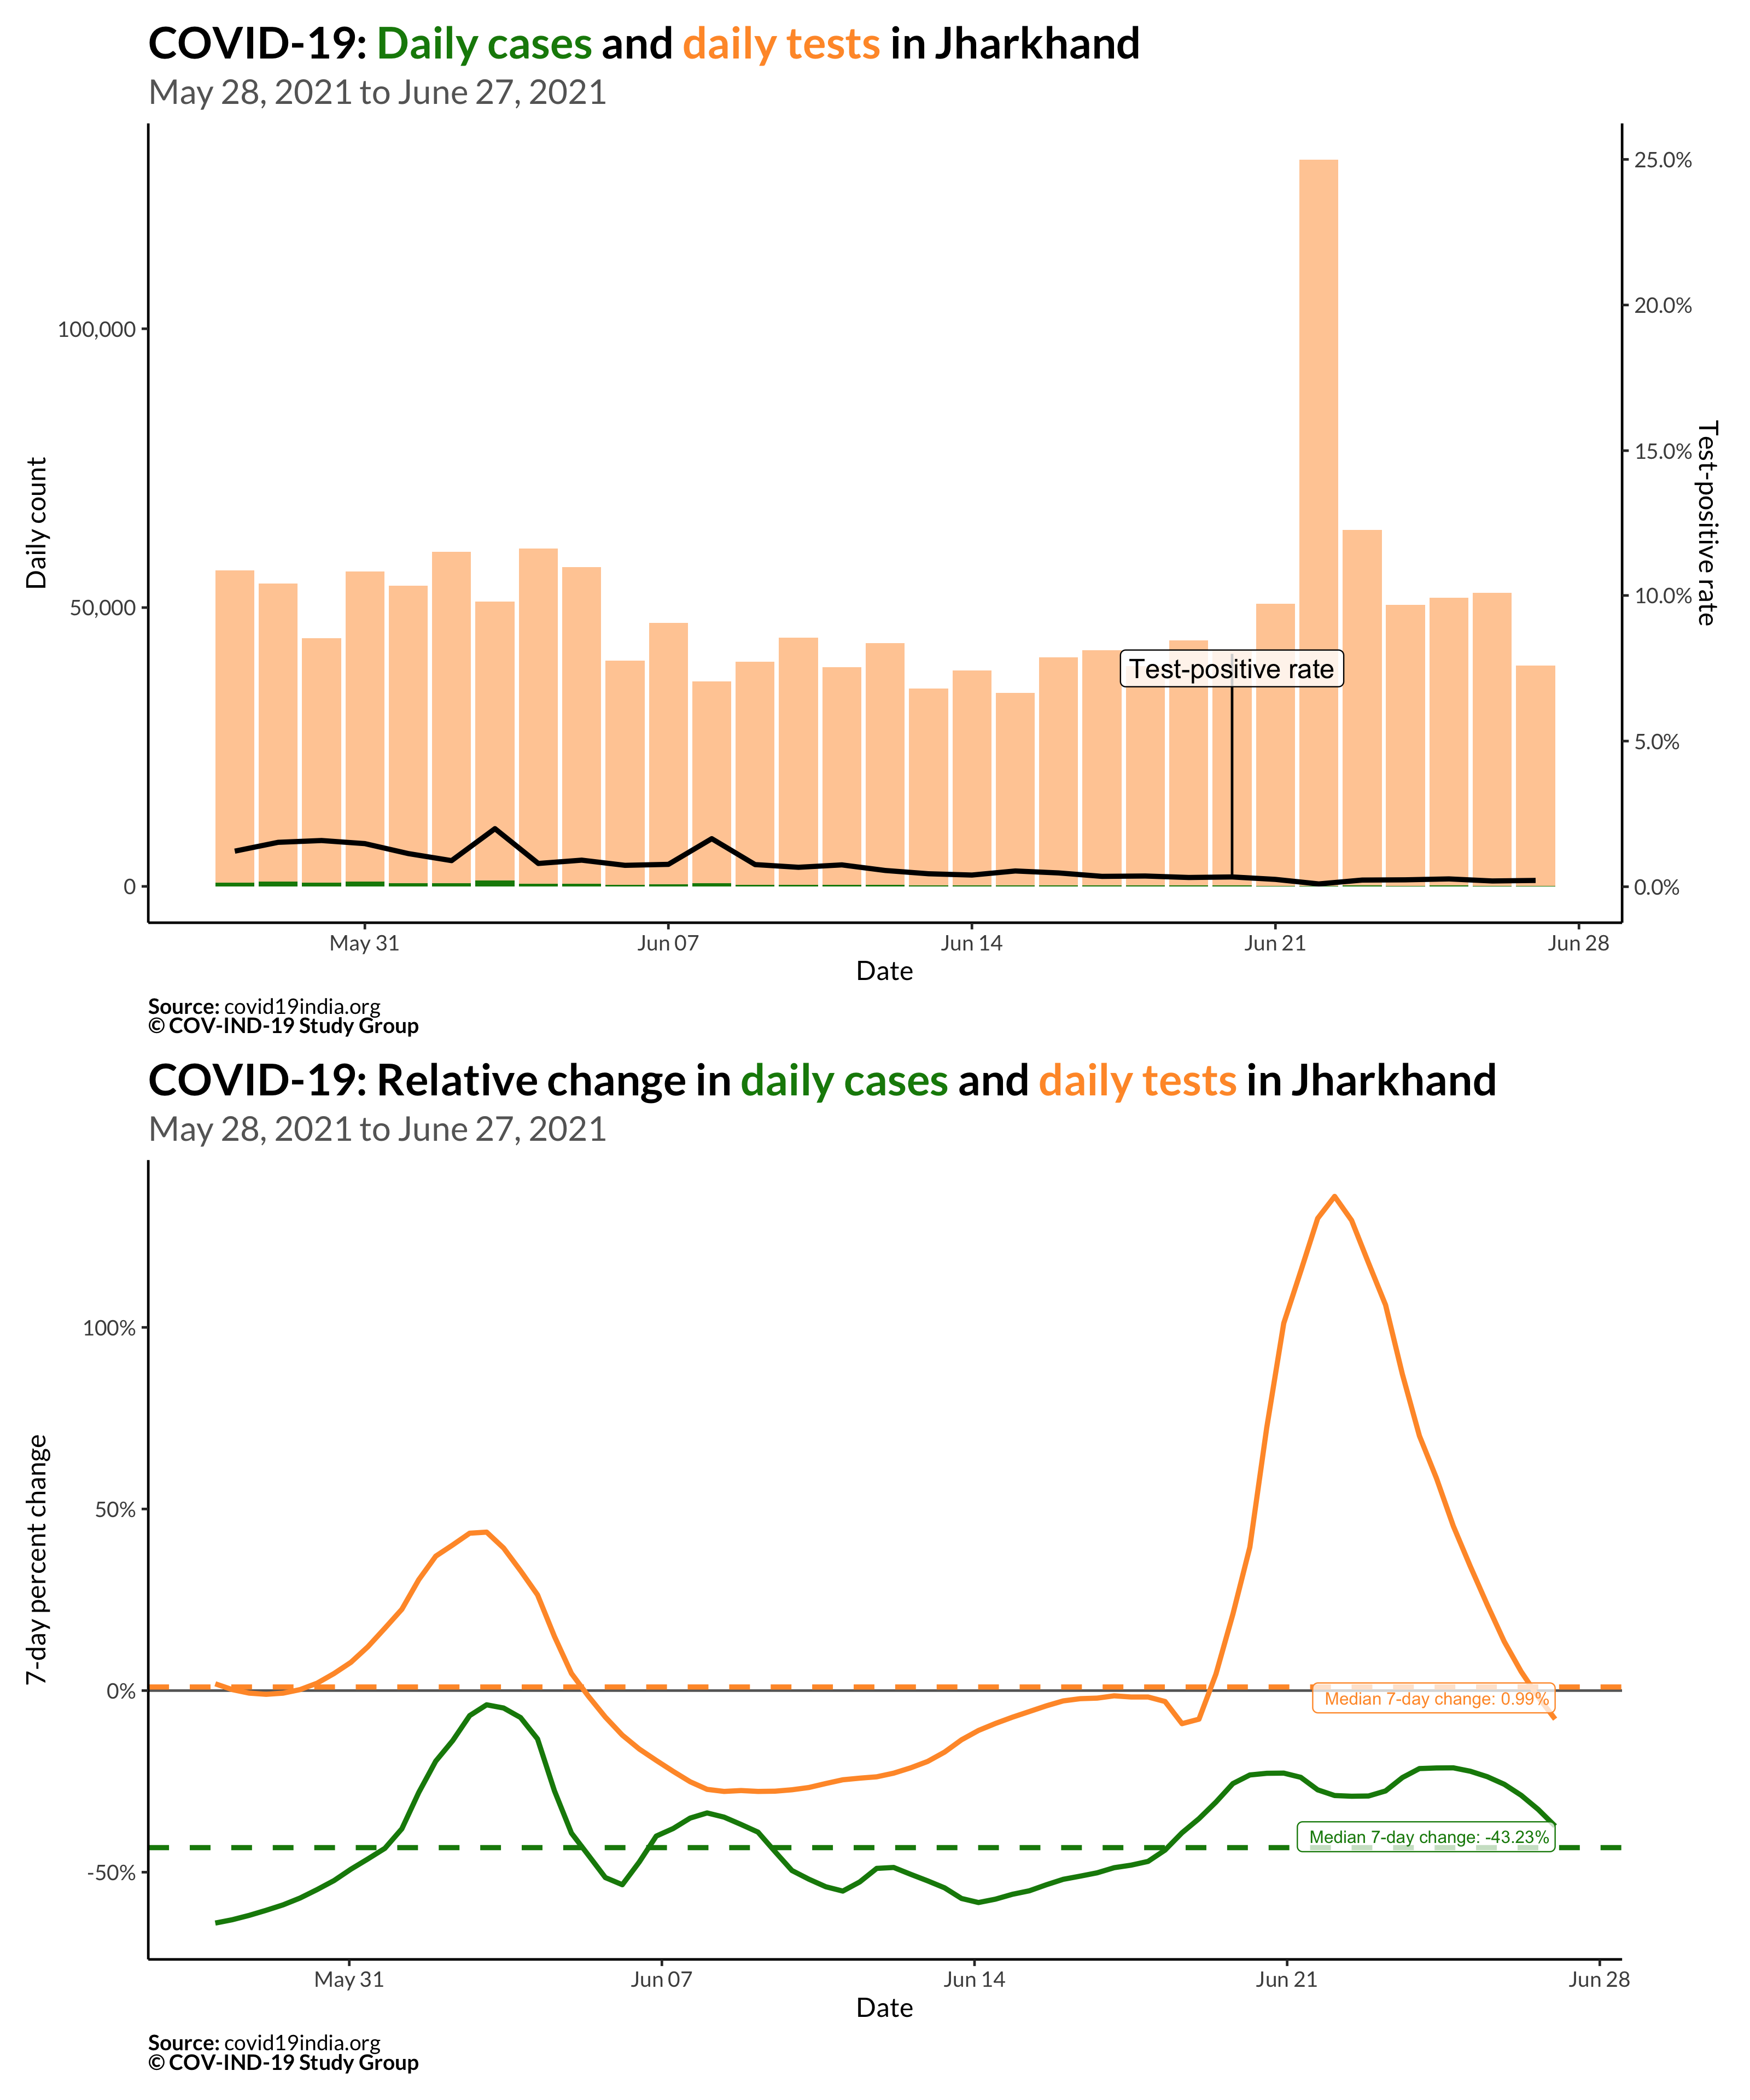 COVID-19: Daily cases and daily tests in Jharkhand
May 28, 2021 to June 27, 2021
Daily count
100,000
50,000
0
25.0%
20.0%
15.0%
10.0%
5.0%
0.0%
Test-positive rate
Test-positive rate
May 31
Jun 07
Jun 14
Jun 21
Jun 28
Date
Source: covid19india.org
© COV-IND-19 Study Group
COVID-19: Relative change in daily cases and daily tests in Jharkhand
May 28, 2021 to June 27, 2021
7-day percent change
100%
50%
0%
-50%
Median 7-day change: 0.99%
Median 7-day change: -43.23%
May 31
Jun 07
Jun 14
Jun 21
Jun 28
Date
Source: covid19india.org
© COV-IND-19 Study Group